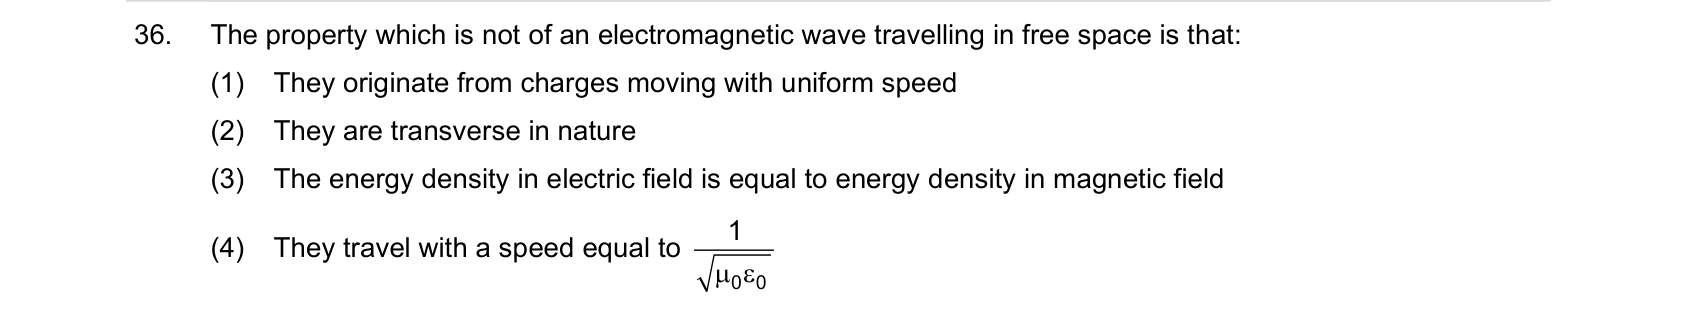 36. The property which is not of an electromagnetic wave travelling in free space is that:
(1) They originate from charges moving with uniform speed
(2) They are transverse in nature
(3) The energy density in electric field is equal to energy density in magnetic field
(4) They travel with a speed equal to 1/√μ₀ε₀